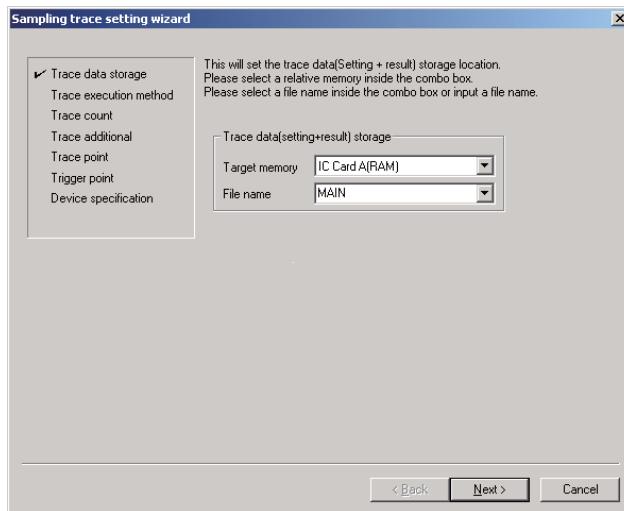 Sampling trace setting wizard
Trace data storage
Trace execution method
Trace count
Trace additional
Trace point
Trigger point
Device specification
This will set the trace data(Setting + result) storage location.
Please select a relative memory inside the combo box.
Please select a file name inside the combo box or input a file name.
Trace data(setting+result) storage
Target memory IC Card A(RAM)
File name MAIN
< Back Next > Cancel